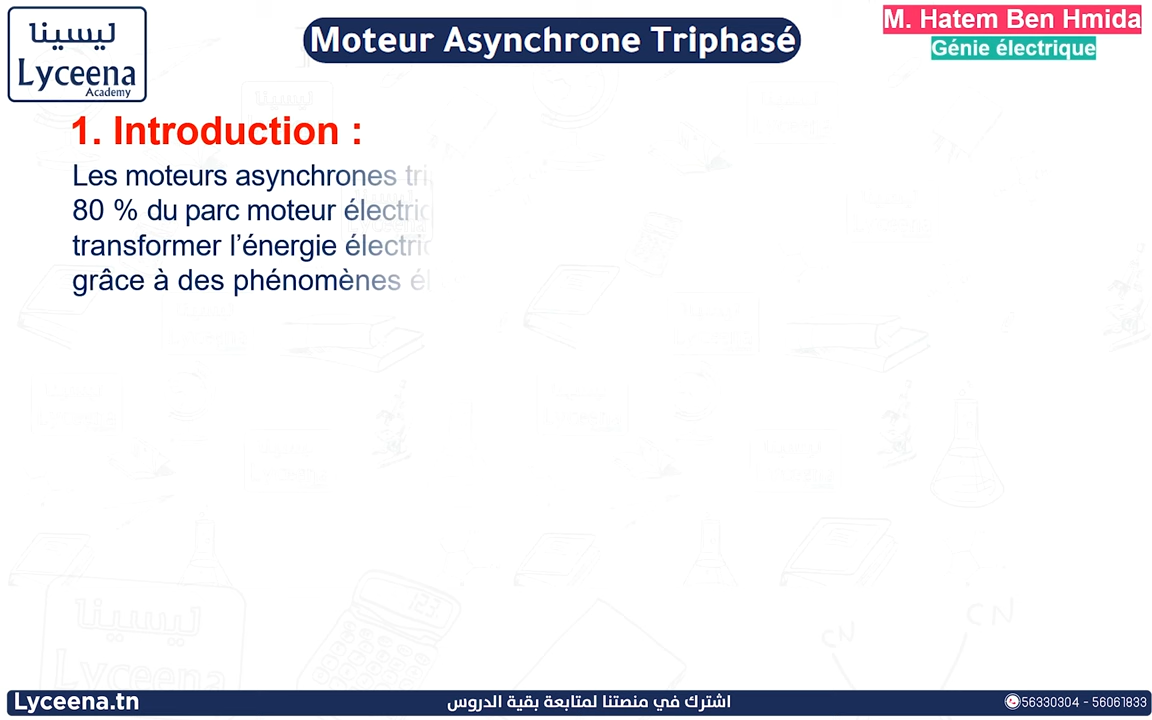 ليسينا
Lyceena
Academy
Moteur Asynchrone Triphasé
M. Hatem Ben Hmida
Génie électrique
1. Introduction :
Les moteurs asynchrones
80 % du parc moteur
transformer l’énergie
grâce à des phénomènes
Lyceena.tn
اشترك في منصتنا لمتابعة بقية الدروس
56330304 - 56061833